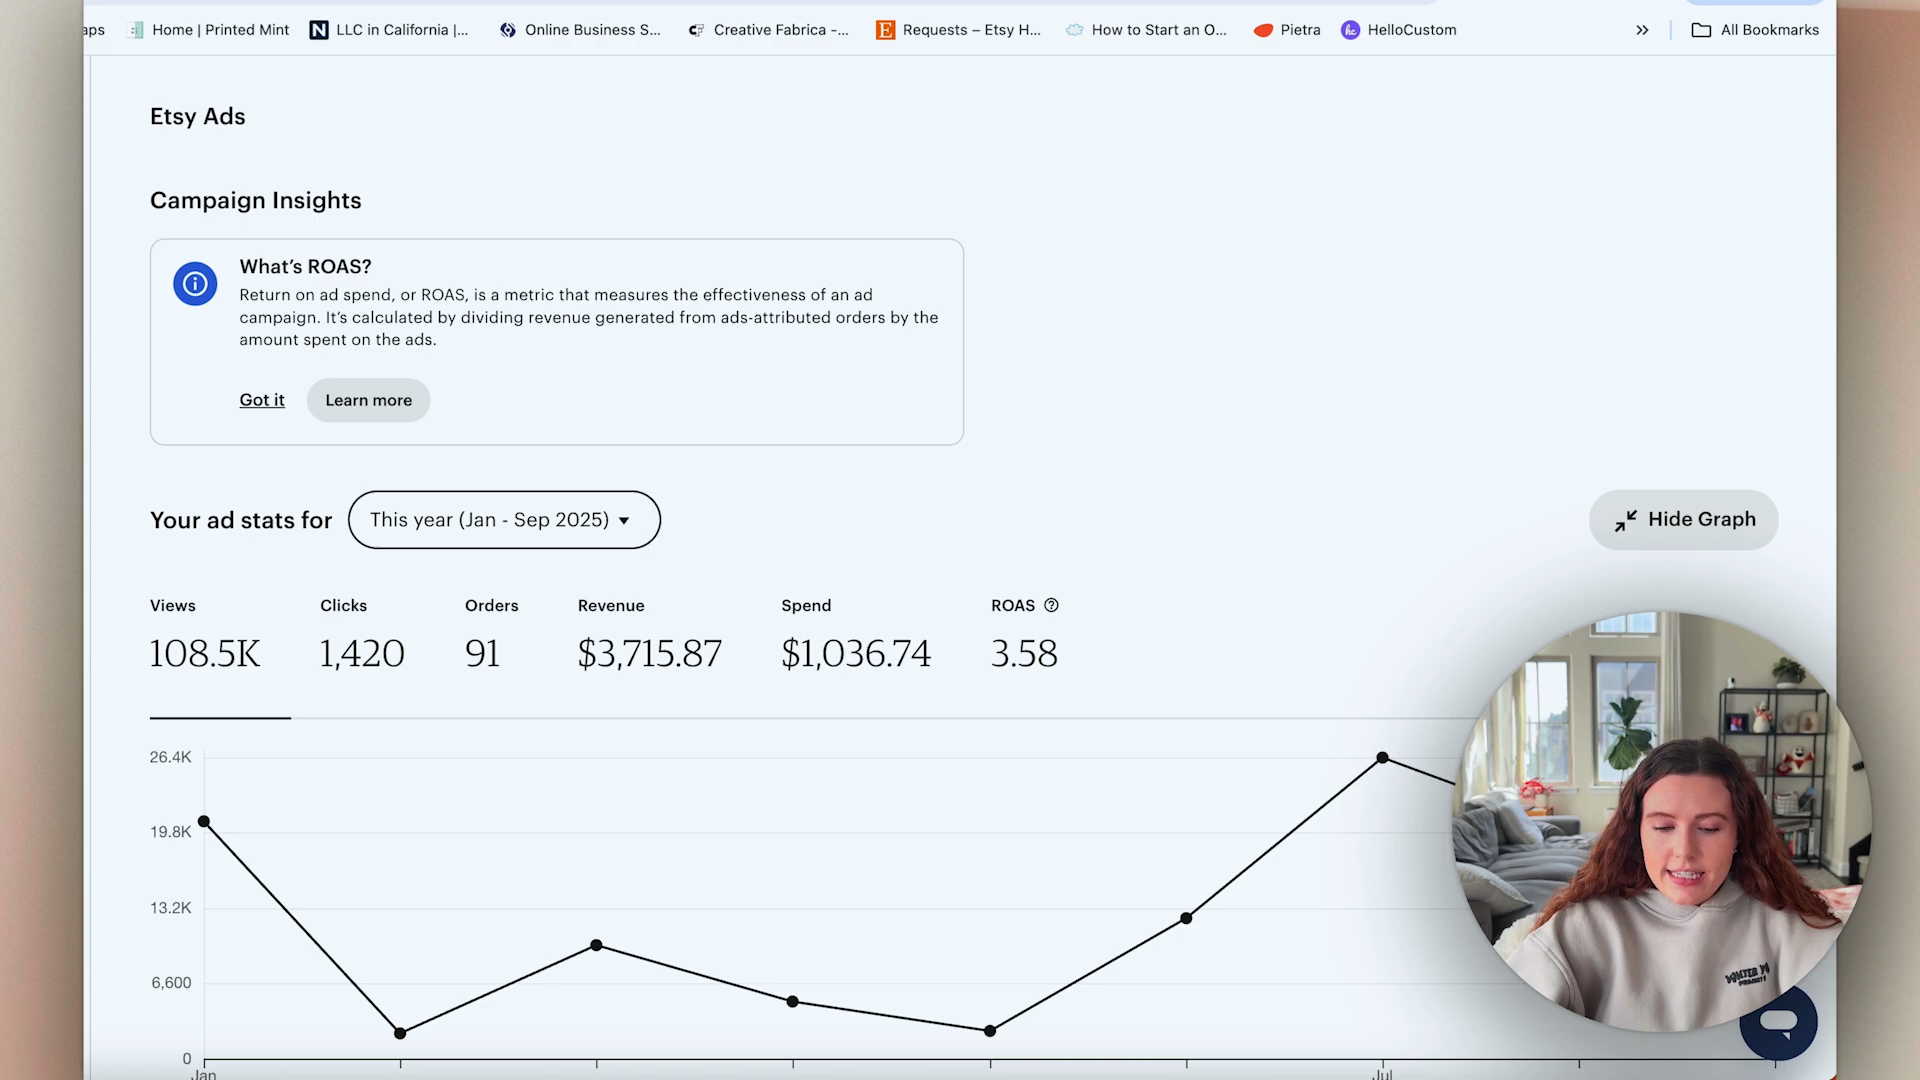 aps Home | Printed Mint N LLC in California |... Online Business S... CF Creative Fabrica -... E Requests – Etsy H... How to Start an O... Pietra hc HelloCustom » All Bookmarks
Etsy Ads
Campaign Insights
What's ROAS?
Return on ad spend, or ROAS, is a metric that measures the effectiveness of an ad
campaign. It's calculated by dividing revenue generated from ads-attributed orders by the
amount spent on the ads.
Got it Learn more
Your ad stats for This year (Jan - Sep 2025) Hide Graph
Views Clicks Orders Revenue Spend ROAS
108.5K 1,420 91 $3,715.87 $1,036.74 3.58
26.4K
19.8K
13.2K
6,600
0
Jan Jul